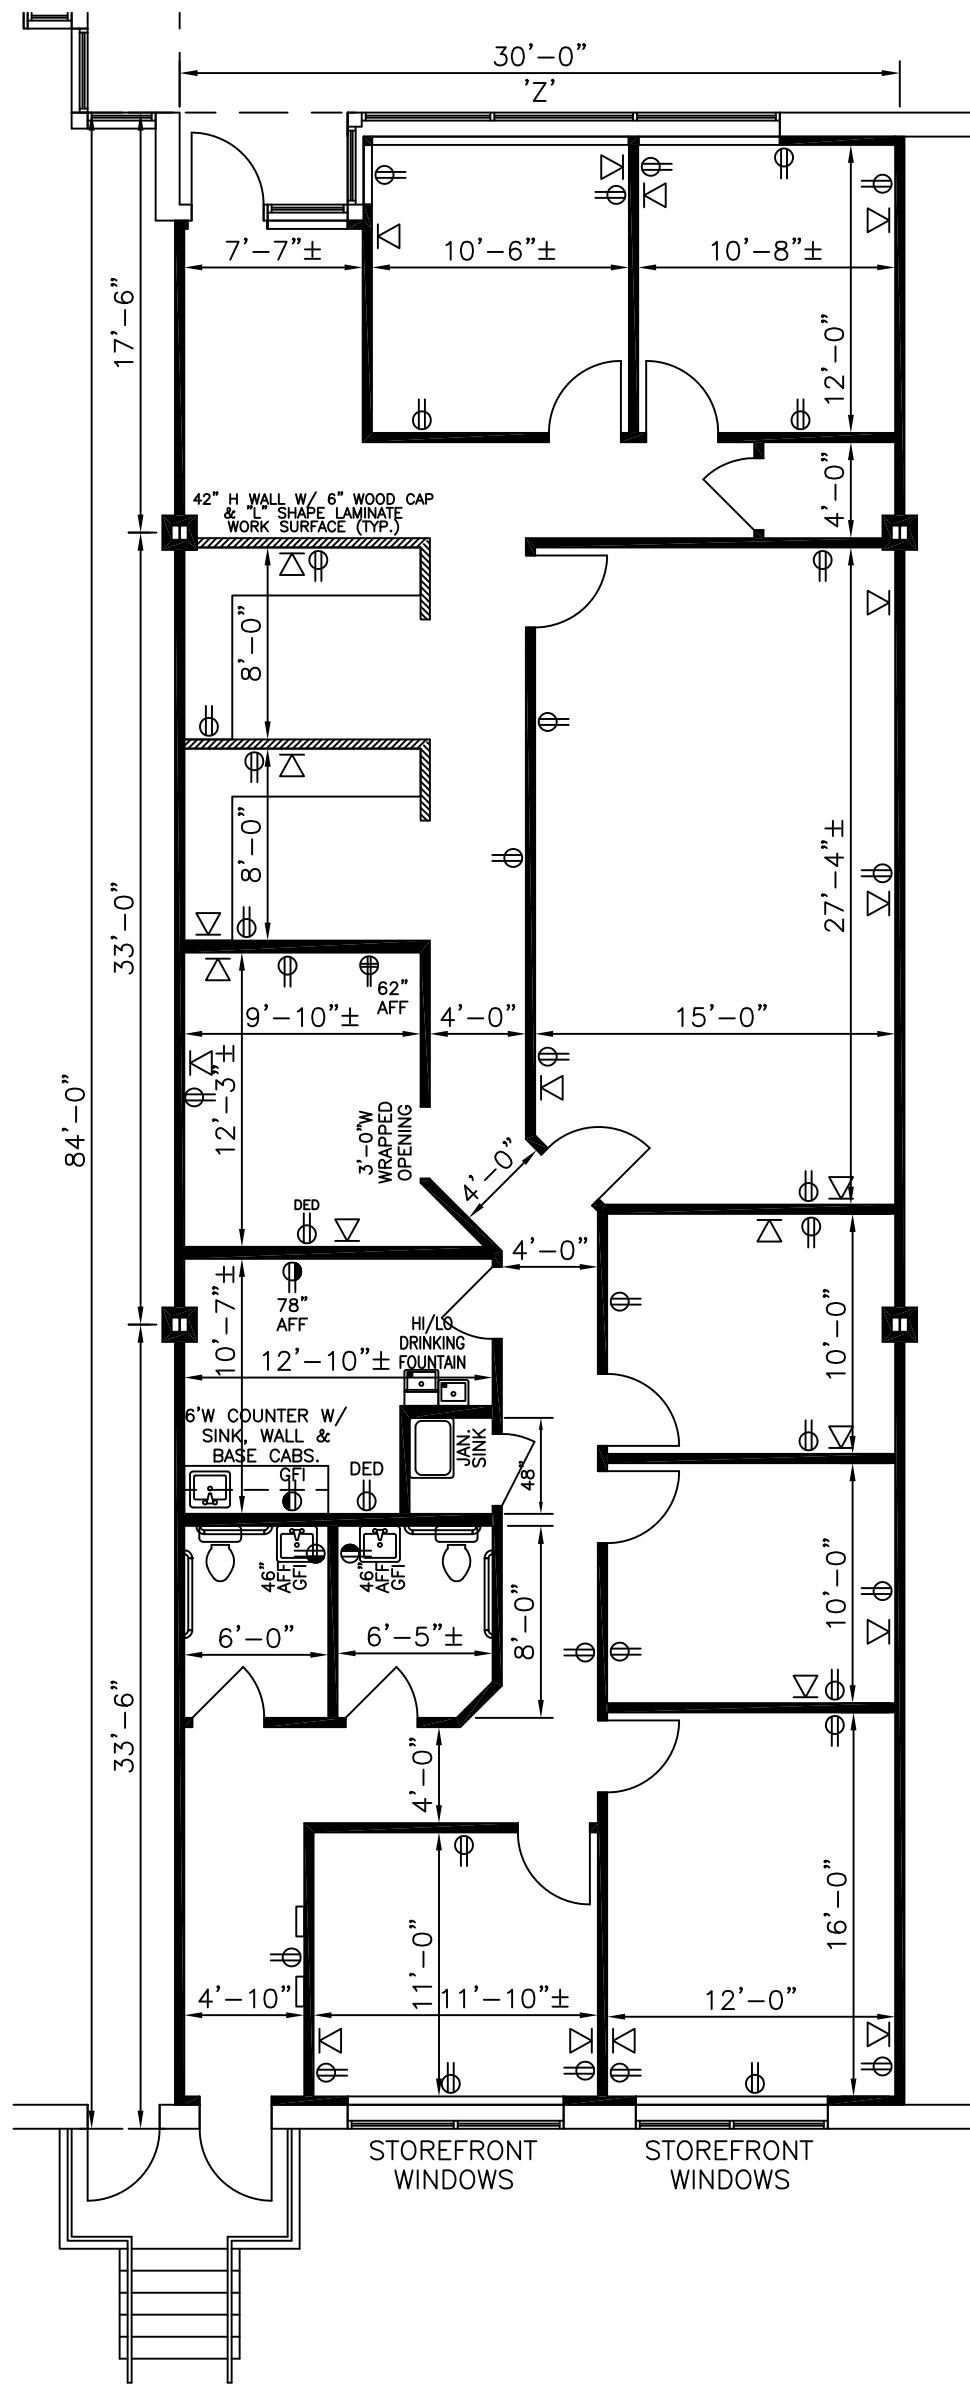 30'-0"
'Z'
7'-7"±
10'-6"±
10'-8"±
17'-6"
12'-0"
4'-0"
42" H WALL W/ 6" WOOD CAP
& "L" SHAPE LAMINATE
WORK SURFACE (TYP.)
8'-0"
8'-0"
33'-0"
27'-4"±
62"
AFF
9'-10"±
4'-0"
15'-0"
12'-3"±
84'-0"
3'-0"W
WRAPPED
OPENING
4'-0"
DED
4'-0"
10'-7"±
78"
AFF
HI/LO
DRINKING
FOUNTAIN
10'-0"
12'-10"±
6'W COUNTER W/
SINK, WALL &
BASE CABS.
GFI
DED
JAN.
SINK
48"
46"
AFF
GFI
46"
AFF
GFI
10'-0"
8'-0"
6'-0"
6'-5"±
33'-6"
4'-0"
16'-0"
11'-0"
4'-10"
11'-10"±
12'-0"
STOREFRONT
WINDOWS
STOREFRONT
WINDOWS